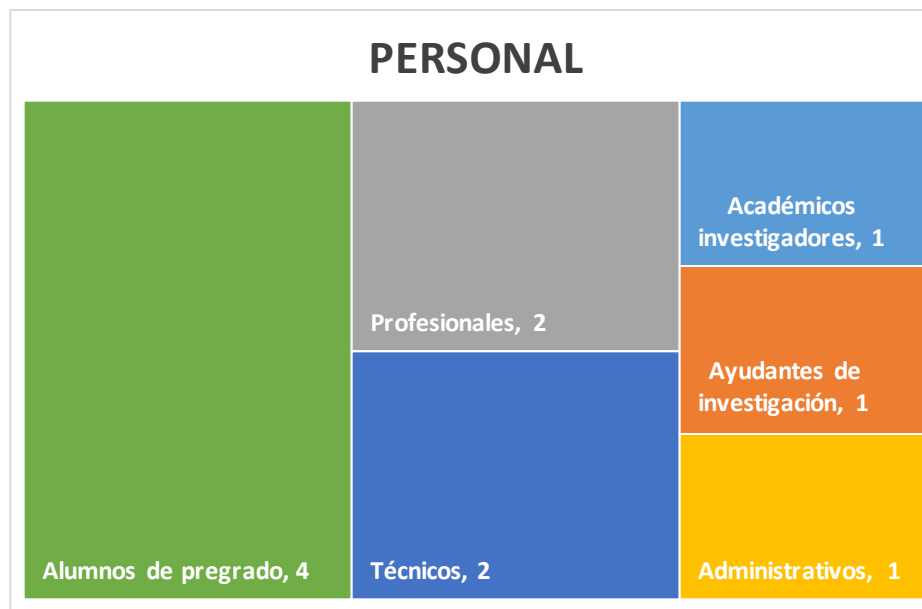 PERSONAL
Alumnos de pregrado, 4
Profesionales, 2
Técnicos, 2
Académicos
investigadores, 1
Ayudantes de
investigación, 1
Administrativos, 1